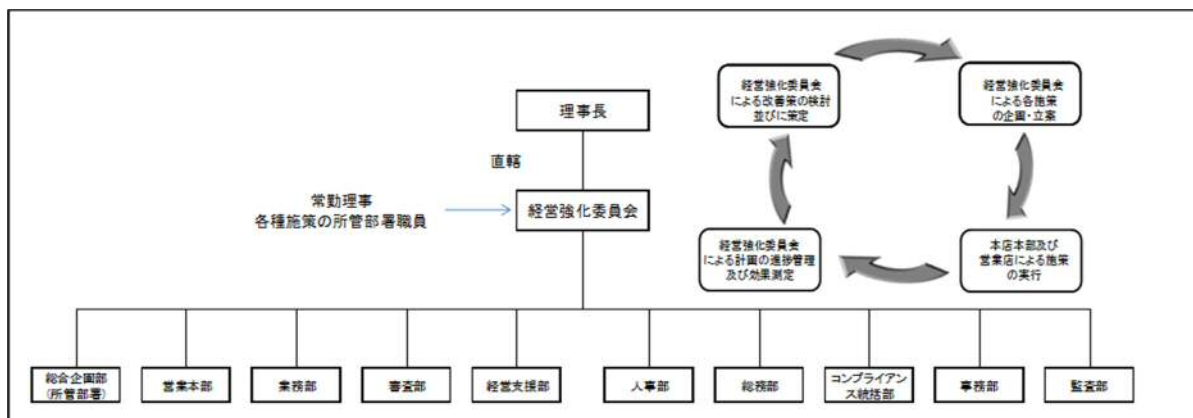 理事長
直轄
常勤理事
各種施策の所管部署職員
経営強化委員会
経営強化委員会
による改善策の検討
並びに策定
経営強化委員会
による各施策
の企画・立案
経営強化委員会
による計画の進捗管理
及び効果測定
本店本部及び
営業店による施策
の実行
総合企画部
(所管部署)
営業本部
業務部
審査部
経営支援部
人事部
総務部
コンプライアン
ス統括部
事務部
監査部